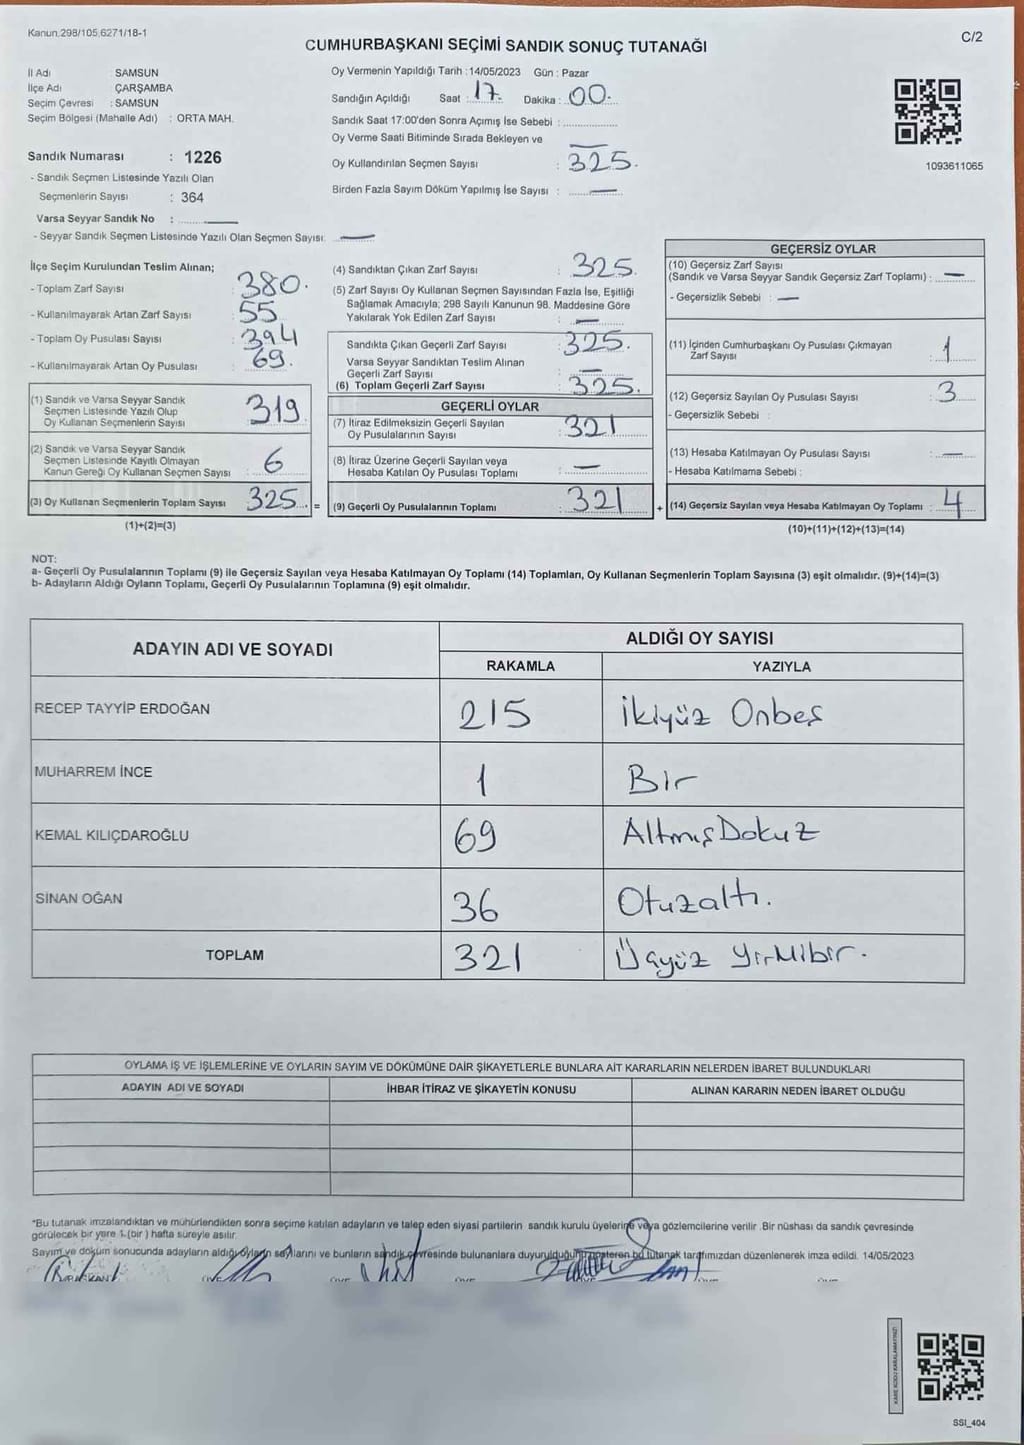 Kanun.298/105,6271/18-1
C/2
CUMHURBAŞKANI SEÇİMİ SANDIK SONUÇ TUTANAĞI
İl Adı : SAMSUN
İlçe Adı : ÇARŞAMBA
Seçim Çevresi : SAMSUN
Seçim Bölgesi (Mahalle Adı) : ORTA MAH.
Sandık Numarası : 1226
- Sandık Seçmen Listesinde Yazılı Olan
Seçmenlerin Sayısı : 364
Varsa Seyyar Sandık No :
- Seyyar Sandık Seçmen Listesinde Yazılı Olan Seçmen Sayısı: —
Oy Vermenin Yapıldığı Tarih :14/05/2023 Gün : Pazar
Sandığın Açıldığı Saat : 17. Dakika : 00.
Sandık Saat 17:00'den Sonra Açımış İse Sebebi :
Oy Verme Saati Bitiminde Sırada Bekleyen ve
Oy Kullandırılan Seçmen Sayısı : 325.
Birden Fazla Sayım Döküm Yapılmış İse Sayısı : —
1093611065
İlçe Seçim Kurulundan Teslim Alınan;
- Toplam Zarf Sayısı : 380.
- Kullanılmayarak Artan Zarf Sayısı : 55
- Toplam Oy Pusulası Sayısı : 394
- Kullanılmayarak Artan Oy Pusulası : 69.
(1) Sandık ve Varsa Seyyar Sandık
Seçmen Listesinde Yazılı Olup
Oy Kullanan Seçmenlerin Sayısı : 319
(2) Sandık ve Varsa Seyyar Sandık
Seçmen Listesinde Kayıtlı Olmayan
Kanun Gereği Oy Kullanan Seçmen Sayısı : 6
(3) Oy Kullanan Seçmenlerin Toplam Sayısı 325. =
(1)+(2)=(3)
(4) Sandıktan Çıkan Zarf Sayısı : 325.
(5) Zarf Sayısı Oy Kullanan Seçmen Sayısından Fazla İse, Eşitliği
Sağlamak Amacıyla; 298 Sayılı Kanunun 98. Maddesine Göre
Yakılarak Yok Edilen Zarf Sayısı : —
Sandıkta Çıkan Geçerli Zarf Sayısı : 325.
Varsa Seyyar Sandıktan Teslim Alınan
Geçerli Zarf Sayısı : —
(6) Toplam Geçerli Zarf Sayısı : 325.
GEÇERLİ OYLAR
(7) İtiraz Edilmeksizin Geçerli Sayılan
Oy Pusulalarının Sayısı : 321
(8) İtiraz Üzerine Geçerli Sayılan veya
Hesaba Katılan Oy Pusulası Toplamı : —
(9) Geçerli Oy Pusulalarının Toplamı : 321 +
GEÇERSİZ OYLAR
(10) Geçersiz Zarf Sayısı
(Sandık ve Varsa Seyyar Sandık Geçersiz Zarf Toplamı) : —
- Geçersizlik Sebebi : —
(11) İçinden Cumhurbaşkanı Oy Pusulası Çıkmayan
Zarf Sayısı : 1
(12) Geçersiz Sayılan Oy Pusulası Sayısı : 3
- Geçersizlik Sebebi :
(13) Hesaba Katılmayan Oy Pusulası Sayısı : —
- Hesaba Katılmama Sebebi :
(14) Geçersiz Sayılan veya Hesaba Katılmayan Oy Toplamı : 4
(10)+(11)+(12)+(13)=(14)
NOT:
a- Geçerli Oy Pusulalarının Toplamı (9) ile Geçersiz Sayılan veya Hesaba Katılmayan Oy Toplamı (14) Toplamları, Oy Kullanan Seçmenlerin Toplam Sayısına (3) eşit olmalıdır. (9)+(14)=(3)
b- Adayların Aldığı Oyların Toplamı, Geçerli Oy Pusulalarının Toplamına (9) eşit olmalıdır.
ADAYIN ADI VE SOYADI ALDIĞI OY SAYISI
RAKAMLA YAZIYLA
RECEP TAYYİP ERDOĞAN 215 İkiyüz Onbeş
MUHARREM İNCE 1 Bir
KEMAL KILIÇDAROĞLU 69 AltmışDokuz
SİNAN OĞAN 36 Otuzaltı.
TOPLAM 321 Üçyüz YirMibir.
OYLAMA İŞ VE İŞLEMLERİNE VE OYLARIN SAYIM VE DÖKÜMÜNE DAİR ŞİKAYETLERLE BUNLARA AİT KARARLARIN NELERDEN İBARET BULUNDUKLARI
ADAYIN ADI VE SOYADI İHBAR İTİRAZ VE ŞİKAYETİN KONUSU ALINAN KARARIN NEDEN İBARET OLDUĞU
*Bu tutanak imzalandıktan ve mühürlendikten sonra seçime katılan adayların ve talep eden siyasi partilerin sandık kurulu üyelerine veya gözlemcilerine verilir .Bir nüshası da sandık çevresinde
görülecek bir yere 1.(bir ) hafta süreyle asılır.
Sayım ve döküm sonucunda adayların aldığı oyların sayılarını ve bunların sandık çevresinde bulunanlara duyurulduğunu gösteren bu tutanak tarafımızdan düzenlenerek imza edildi. 14/05/2023
KARE KODU KARALAMAYINIZ!
SSI_404